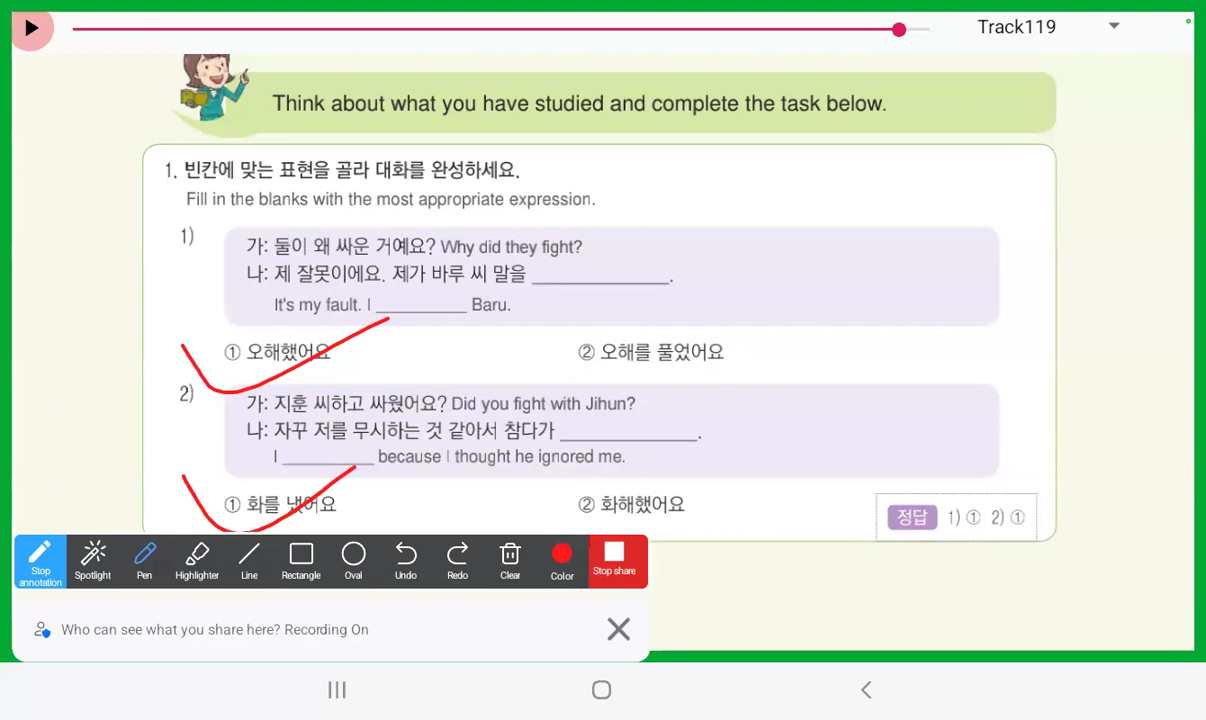 Track119
Think about what you have studied and complete the task below.
1. 빈칸에 맞는 표현을 골라 대화를 완성하세요.
Fill in the blanks with the most appropriate expression.
1)
가: 둘이 왜 싸운 거예요? Why did they fight?
나: 제 잘못이에요. 제가 바루 씨 말을 ______________.
It's my fault. I __________ Baru.
① 오해했어요 ② 오해를 풀었어요
2)
가: 지훈 씨하고 싸웠어요? Did you fight with Jihun?
나: 자꾸 저를 무시하는 것 같아서 참다가 ______________.
I __________ because I thought he ignored me.
① 화를 냈어요 ② 화해했어요
정답 1) ① 2) ①
Stop annotation Spotlight Pen Highlighter Line Rectangle Oval Undo Redo Clear Color Stop share
Who can see what you share here? Recording On